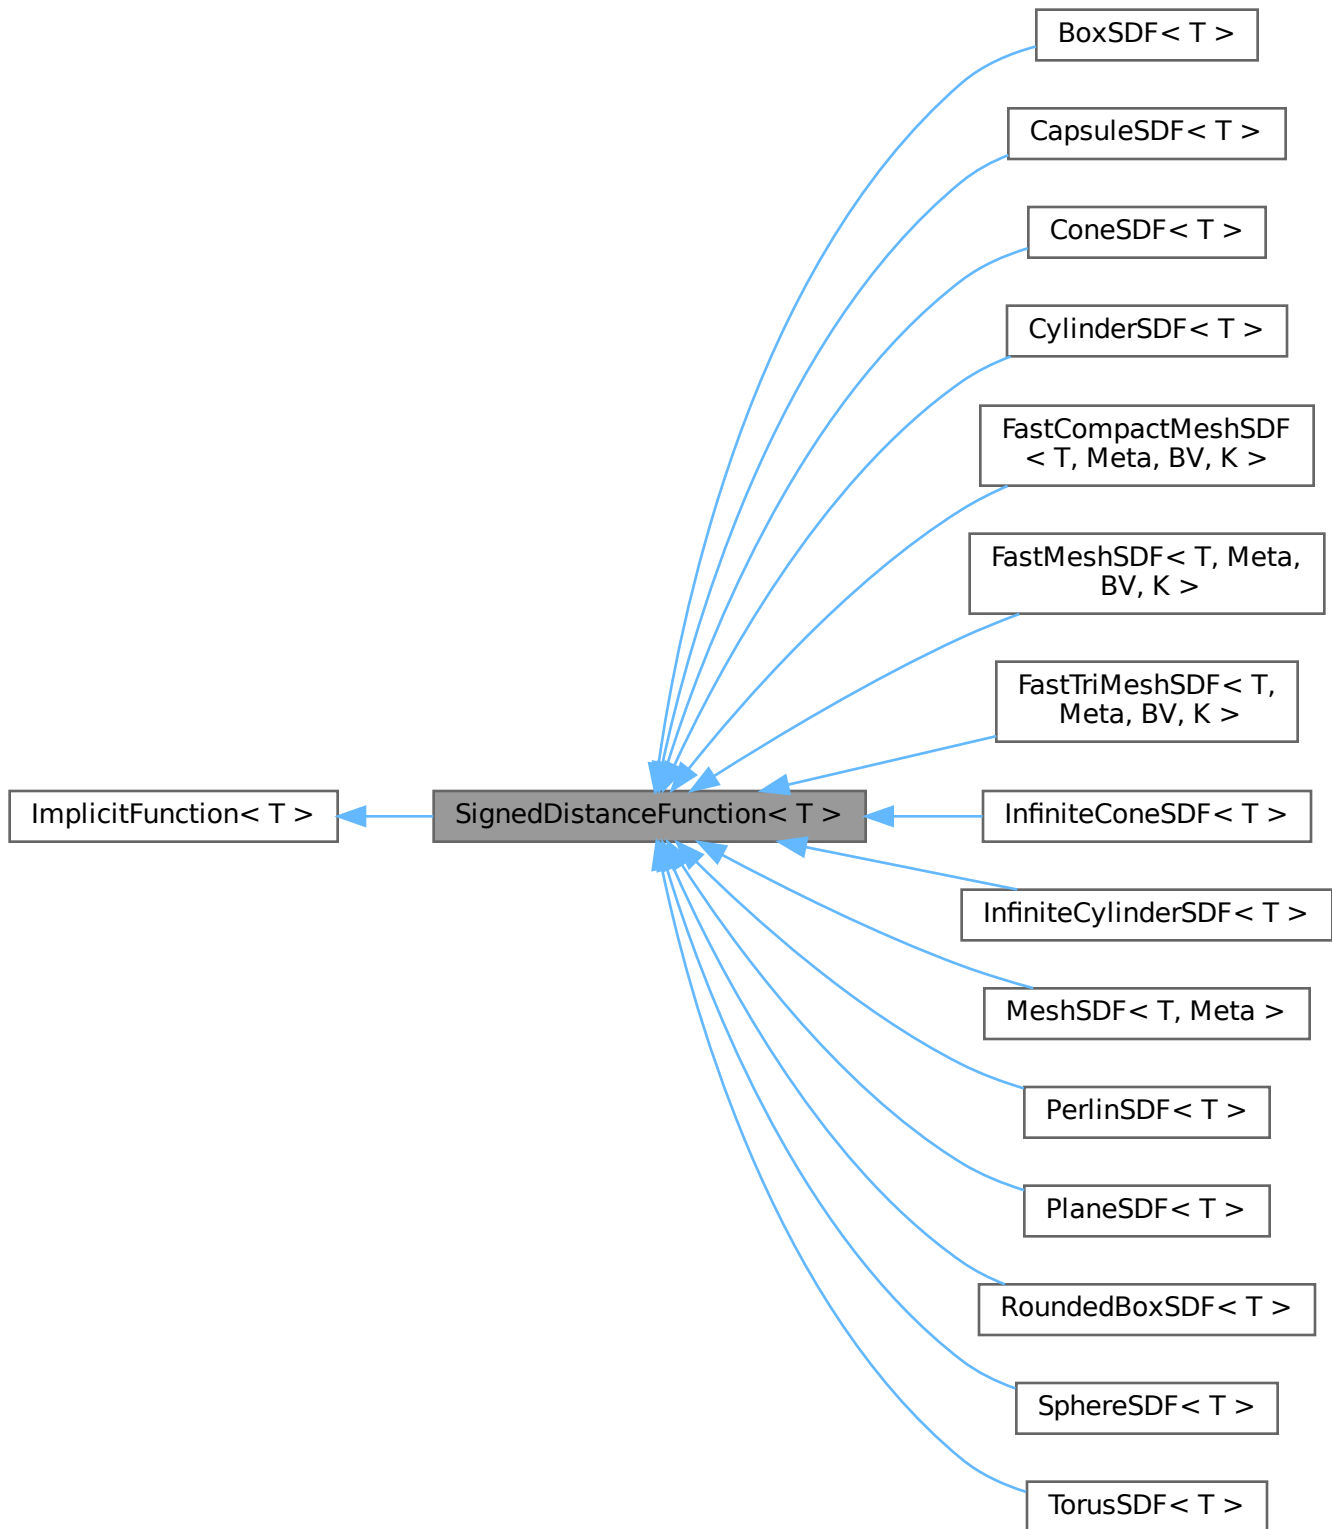 BoxSDF< T >
CapsuleSDF< T >
ConeSDF< T >
CylinderSDF< T >
FastCompactMeshSDF
< T, Meta, BV, K >
FastMeshSDF< T, Meta,
BV, K >
FastTriMeshSDF< T,
Meta, BV, K >
ImplicitFunction< T >
SignedDistanceFunction< T >
InfiniteConeSDF< T >
InfiniteCylinderSDF< T >
MeshSDF< T, Meta >
PerlinSDF< T >
PlaneSDF< T >
RoundedBoxSDF< T >
SphereSDF< T >
TorusSDF< T >